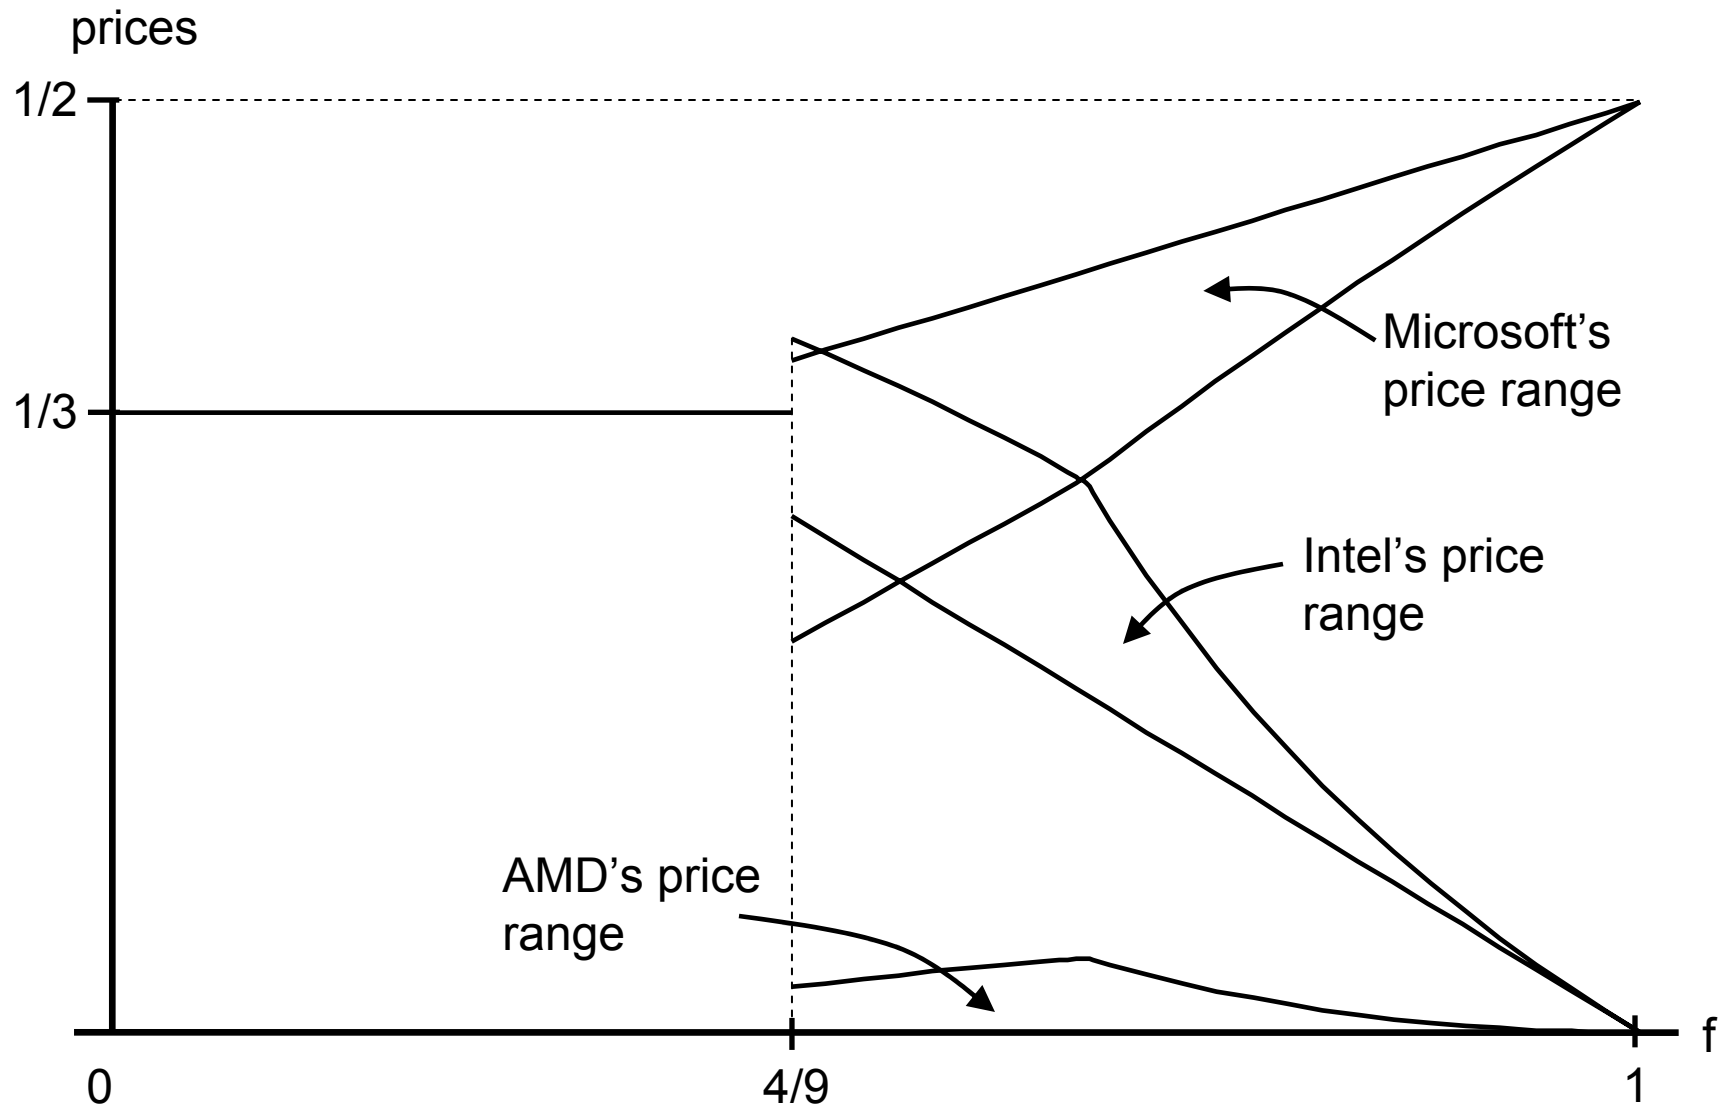 prices
1/2
Microsoft’s
price range
1/3
Intel’s price
range
AMD’s price
range
f
0
4/9
1